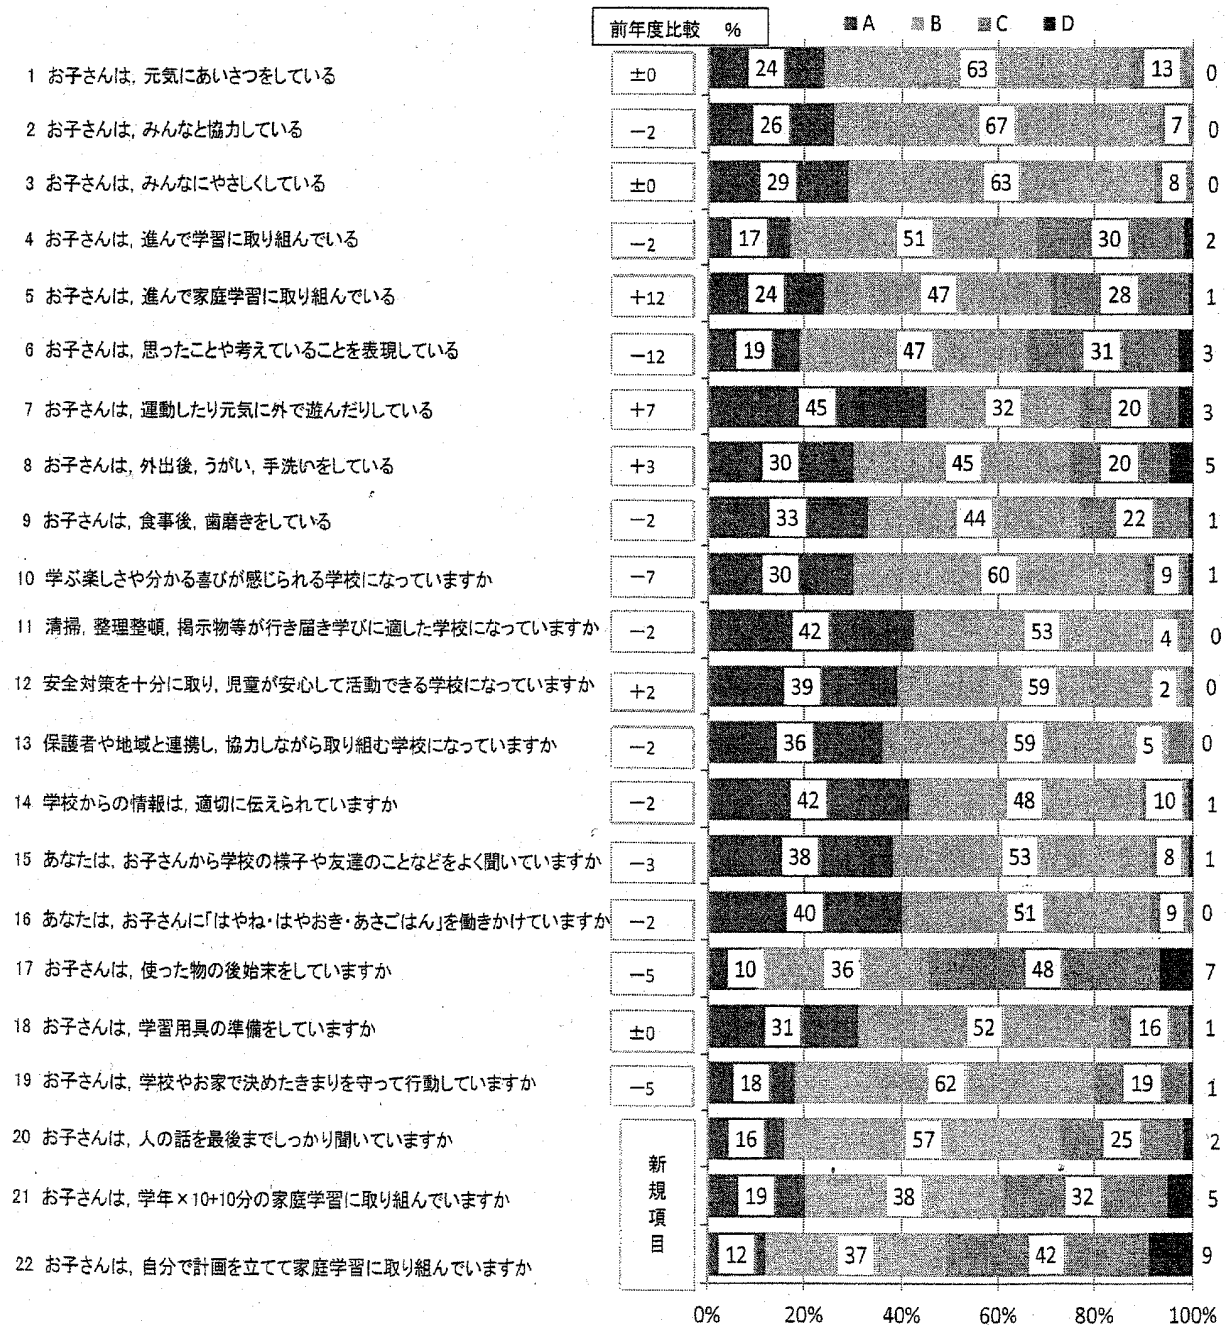 前年度比較　%
A B C D
1 お子さんは, 元気にあいさつをしている ±0 24 63 13 0
2 お子さんは, みんなと協力している −2 26 67 7 0
3 お子さんは, みんなにやさしくしている ±0 29 63 8 0
4 お子さんは, 進んで学習に取り組んでいる −2 17 51 30 2
5 お子さんは, 進んで家庭学習に取り組んでいる +12 24 47 28 1
6 お子さんは, 思ったことや考えていることを表現している −12 19 47 31 3
7 お子さんは, 運動したり元気に外で遊んだりしている +7 45 32 20 3
8 お子さんは, 外出後, うがい, 手洗いをしている +3 30 45 20 5
9 お子さんは, 食事後, 歯磨きをしている −2 33 44 22 1
10 学ぶ楽しさや分かる喜びが感じられる学校になっていますか −7 30 60 9 1
11 清掃, 整理整頓, 掲示物等が行き届き学びに適した学校になっていますか −2 42 53 4 0
12 安全対策を十分に取り, 児童が安心して活動できる学校になっていますか +2 39 59 2 0
13 保護者や地域と連携し, 協力しながら取り組む学校になっていますか −2 36 59 5 0
14 学校からの情報は, 適切に伝えられていますか −2 42 48 10 1
15 あなたは, お子さんから学校の様子や友達のことなどをよく聞いていますか −3 38 53 8 1
16 あなたは, お子さんに「はやね・はやおき・あさごはん」を働きかけていますか −2 40 51 9 0
17 お子さんは, 使った物の後始末をしていますか −5 10 36 48 7
18 お子さんは, 学習用具の準備をしていますか ±0 31 52 16 1
19 お子さんは, 学校やお家で決めたきまりを守って行動していますか −5 18 62 19 1
新規項目
20 お子さんは, 人の話を最後までしっかり聞いていますか 16 57 25 2
21 お子さんは, 学年×10+10分の家庭学習に取り組んでいますか 19 38 32 5
22 お子さんは, 自分で計画を立てて家庭学習に取り組んでいますか 12 37 42 9
0% 20% 40% 60% 80% 100%